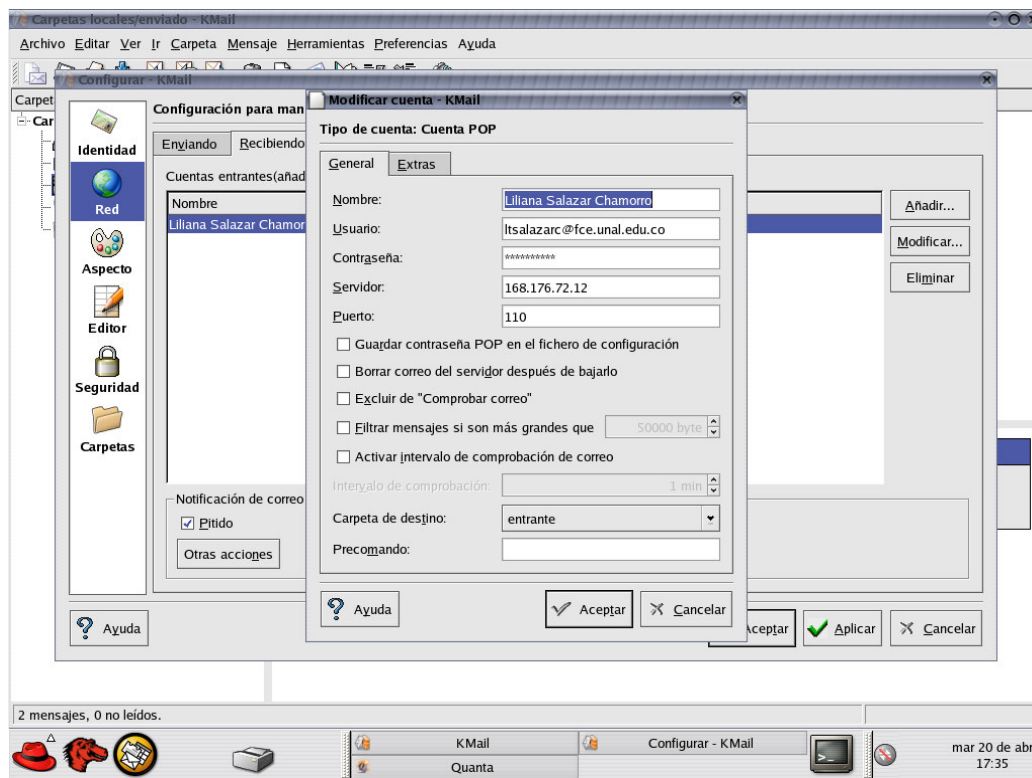 Carpetas locales/enviado - KMail
Archivo Editar Ver Ir Carpeta Mensaje Herramientas Preferencias Ayuda
Configurar - KMail
Carpet
Car
Configuración para man
Identidad
Red
Aspecto
Editor
Seguridad
Carpetas
Enviando Recibiendo
Cuentas entrantes(añad
Nombre
Liliana Salazar Chamor
Añadir...
Modificar...
Eliminar
Notificación de correo
Pitido
Otras acciones
Ayuda
Aceptar Aplicar Cancelar
Modificar cuenta - KMail
Tipo de cuenta: Cuenta POP
General Extras
Nombre: Liliana Salazar Chamorro
Usuario: ltsalazarc@fce.unal.edu.co
Contraseña: **********
Servidor: 168.176.72.12
Puerto: 110
Guardar contraseña POP en el fichero de configuración
Borrar correo del servidor después de bajarlo
Excluir de "Comprobar correo"
Filtrar mensajes si son más grandes que 50000 byte
Activar intervalo de comprobación de correo
Intervalo de comprobación: 1 min
Carpeta de destino: entrante
Precomando:
Ayuda Aceptar Cancelar
2 mensajes, 0 no leídos.
KMail Configurar - KMail
Quanta
mar 20 de abr
17:35